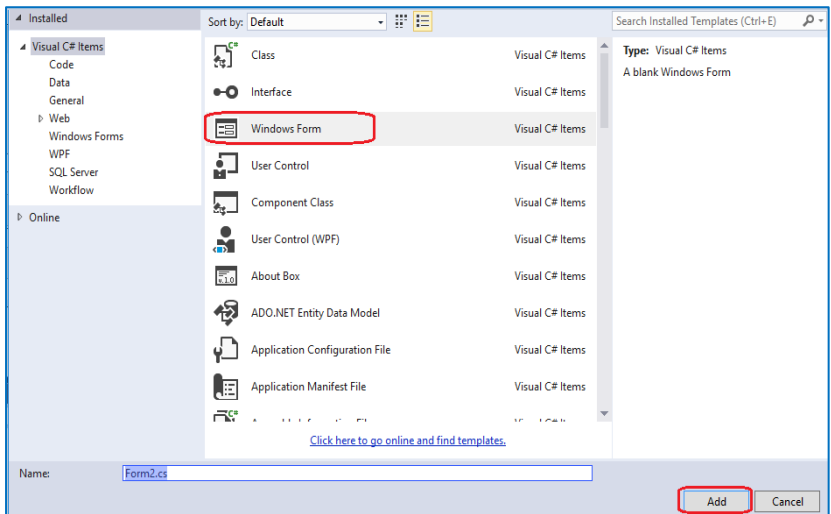 Installed
Visual C# Items
Code
Data
General
Web
Windows Forms
WPF
SQL Server
Workflow
Online
Sort by: Default
Class Visual C# Items
Interface Visual C# Items
Windows Form Visual C# Items
User Control Visual C# Items
Component Class Visual C# Items
User Control (WPF) Visual C# Items
About Box Visual C# Items
ADO.NET Entity Data Model Visual C# Items
Application Configuration File Visual C# Items
Application Manifest File Visual C# Items
Click here to go online and find templates.
Search Installed Templates (Ctrl+E)
Type: Visual C# Items
A blank Windows Form
Name: Form2.cs
Add Cancel